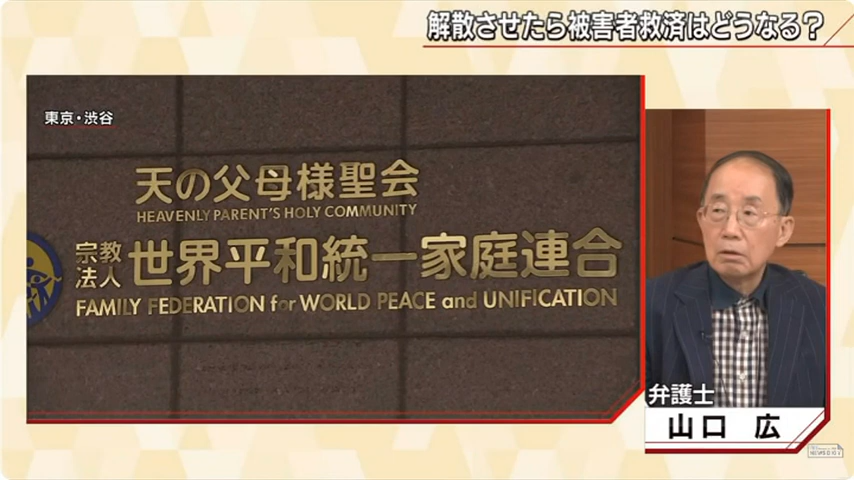 解散させたら被害者救済はどうなる？
東京・渋谷
天の父母様聖会
HEAVENLY PARENT'S HOLY COMMUNITY
宗教法人 世界平和統一家庭連合
FAMILY FEDERATION for WORLD PEACE and UNIFICATION
弁護士
山口 広